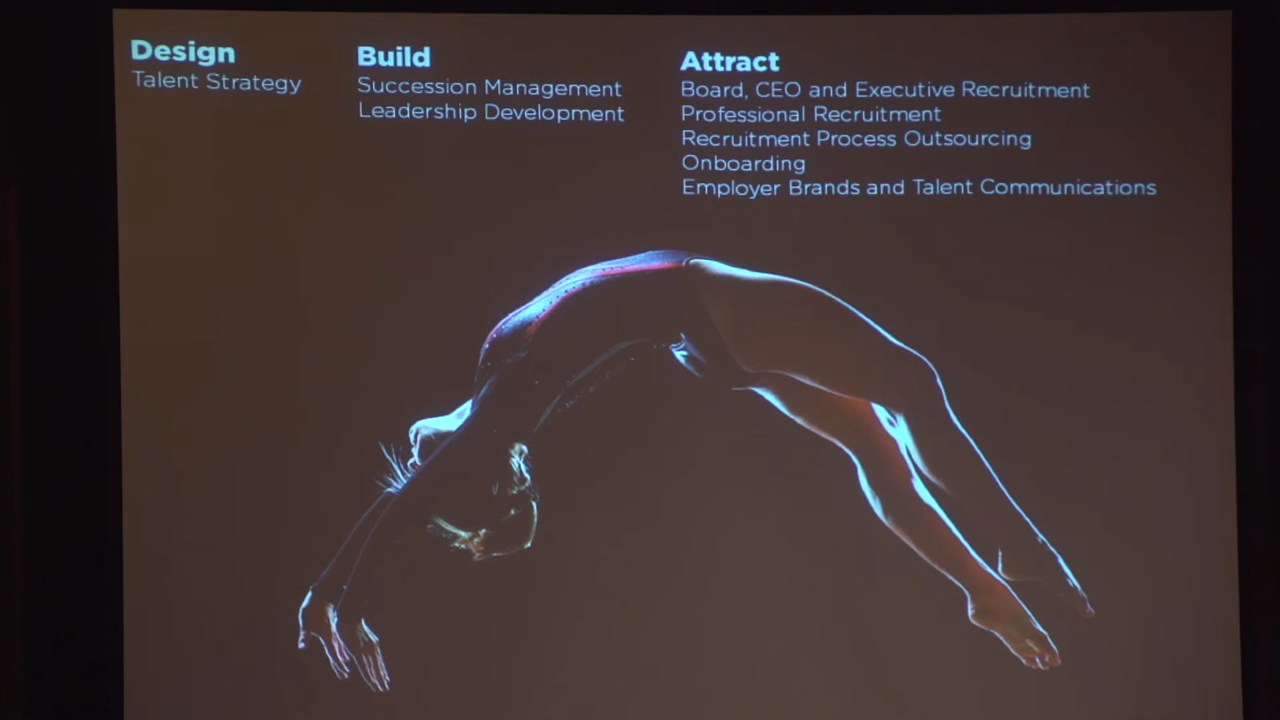 Design
Talent Strategy
Build
Succession Management
Leadership Development
Attract
Board, CEO and Executive Recruitment
Professional Recruitment
Recruitment Process Outsourcing
Onboarding
Employer Brands and Talent Communications